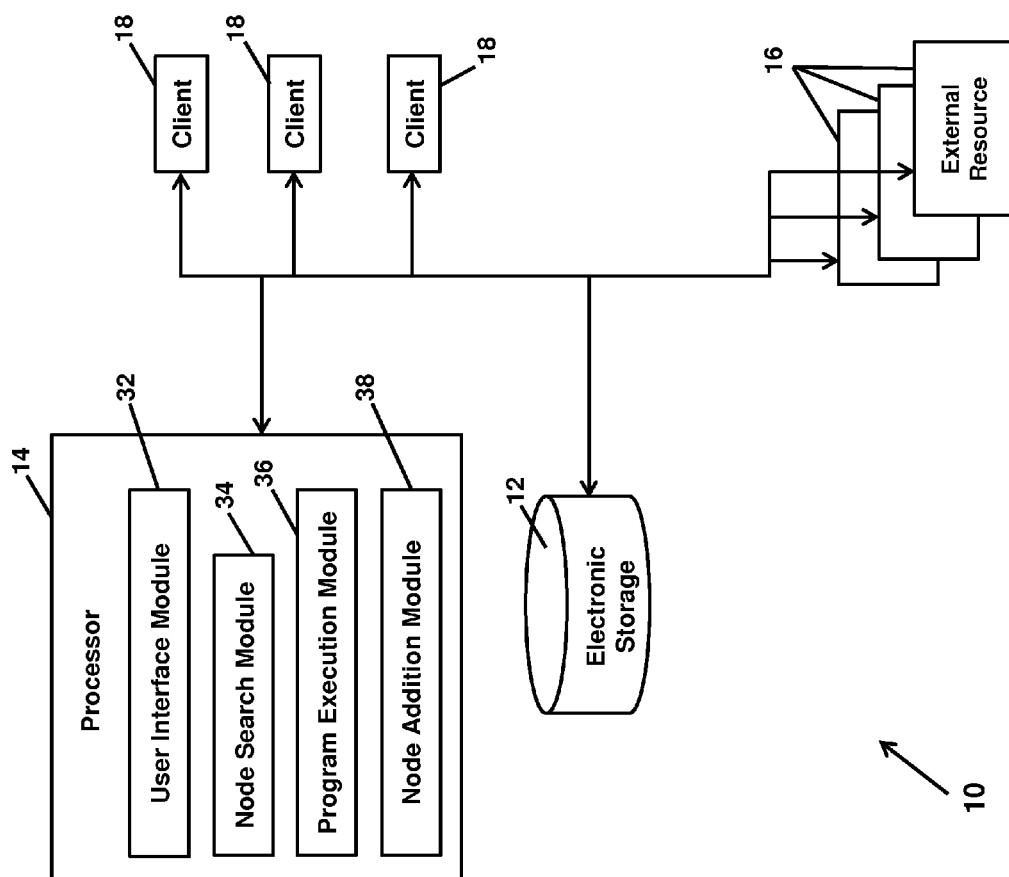 14
Processor
User Interface Module
32
Node Search Module
34
Program Execution Module
36
Node Addition Module
38
12
Electronic
Storage
18
Client
18
Client
18
Client
16
External
Resource
10